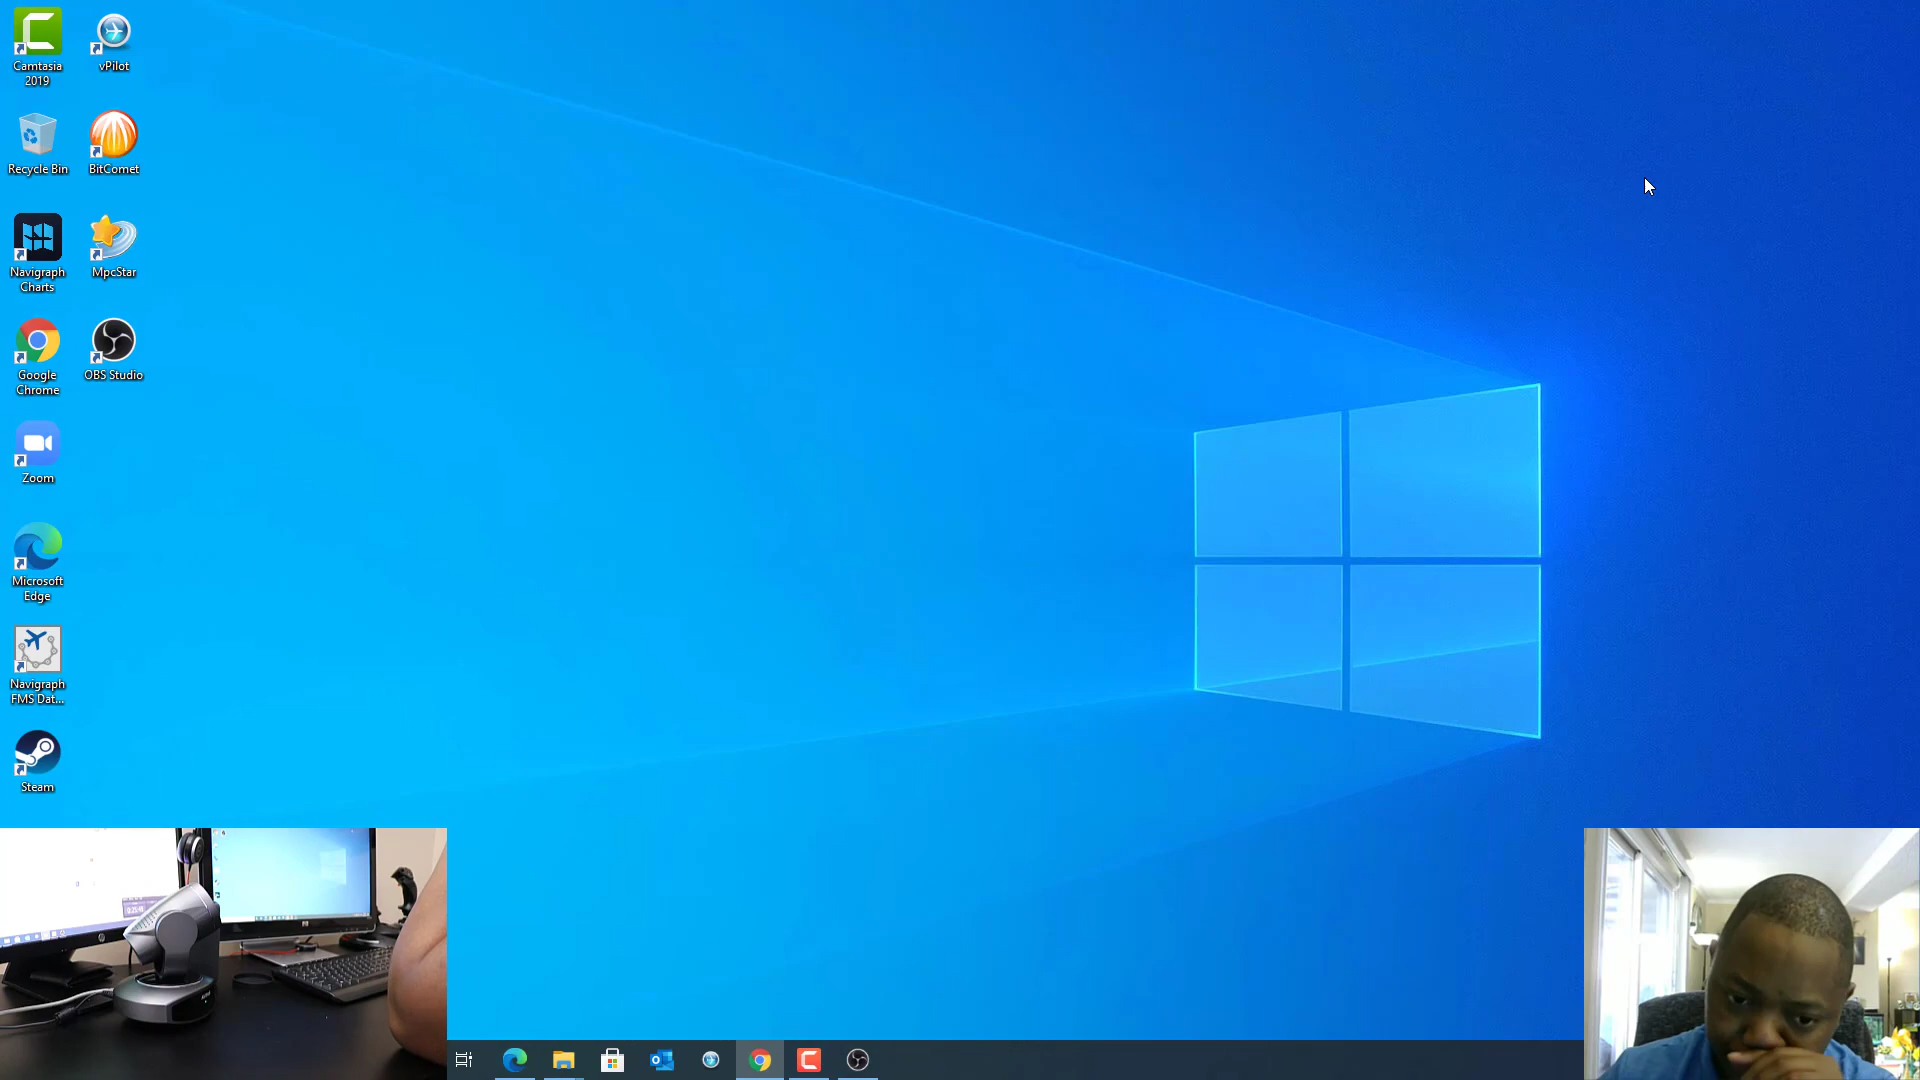 Camtasia
2019
vPilot
Recycle Bin
BitComet
Navigraph
Charts
MpcStar
Google
Chrome
OBS Studio
Zoom
Microsoft
Edge
Navigraph
FMS Dat...
Steam